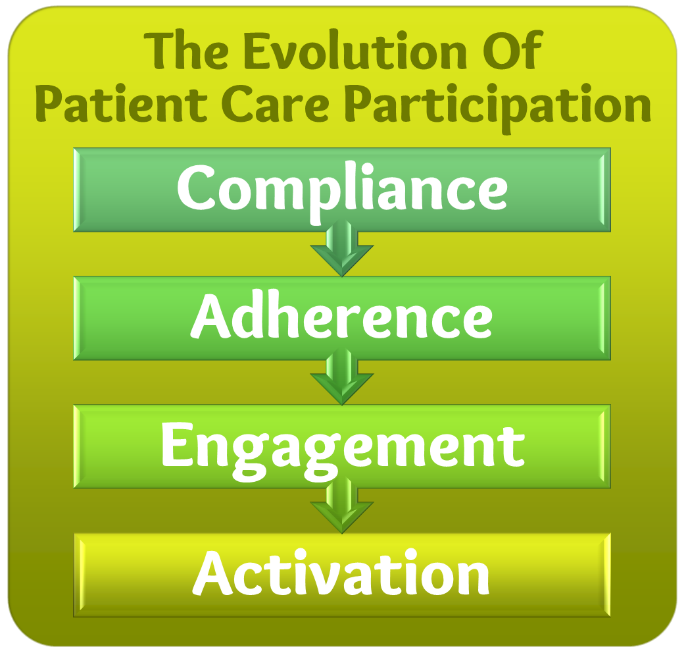 The Evolution Of
Patient Care Participation
Compliance
Adherence
Engagement
Activation